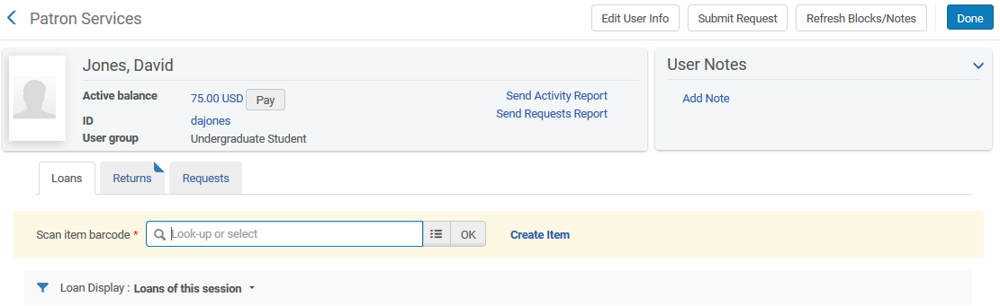 Patron Services
Edit User Info
Submit Request
Refresh Blocks/Notes
Done
Jones, David
Active balance 75.00 USD Pay
ID dajones
User group Undergraduate Student
Send Activity Report
Send Requests Report
User Notes
Add Note
Loans
Returns
Requests
Scan item barcode * Look-up or select OK Create Item
Loan Display : Loans of this session